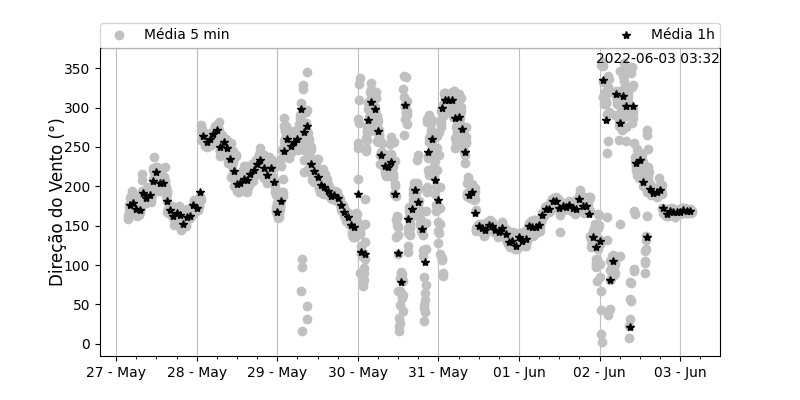 Média 5 min
Média 1h
2022-06-03 03:32
Direção do Vento (°)
350
300
250
200
150
100
50
0
27 - May
28 - May
29 - May
30 - May
31 - May
01 - Jun
02 - Jun
03 - Jun